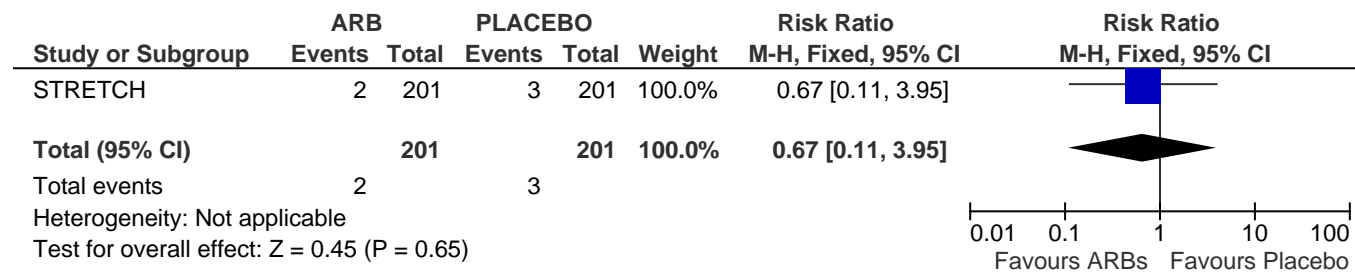 ARB PLACEBO Risk Ratio Risk Ratio
Study or Subgroup Events Total Events Total Weight M-H, Fixed, 95% CI M-H, Fixed, 95% CI
STRETCH 2 201 3 201 100.0% 0.67 [0.11, 3.95]
Total (95% CI) 201 201 100.0% 0.67 [0.11, 3.95]
Total events 2 3
Heterogeneity: Not applicable
Test for overall effect: Z = 0.45 (P = 0.65)
0.01 0.1 1 10 100
Favours ARBs Favours Placebo